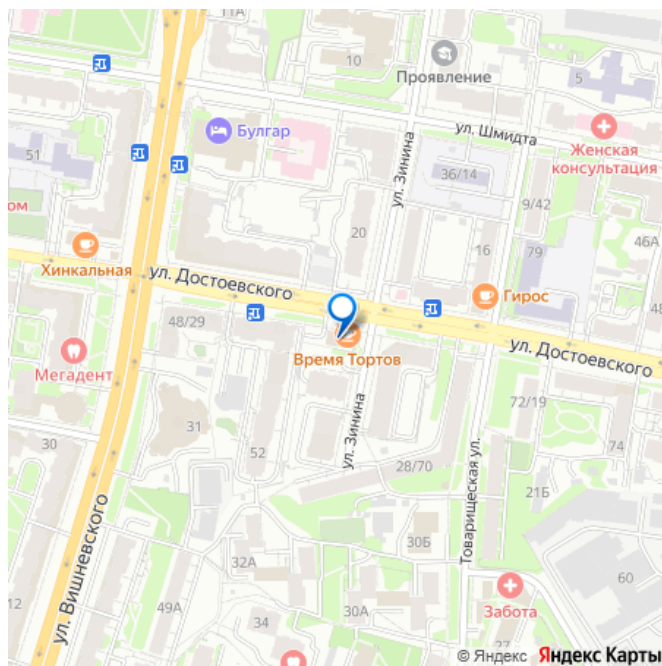 11А
10
Проявление
5
ул. Шмидта
Булгар
Женская
консультация
51
ул. Зинина
36/14
9/42
ом
20
16
79
46А
Хинкальная
ул. Достоевского
Гирос
48/29
Время Тортов
ул. Достоевского
Мегадент
72/19
31
30
52
ул. Зинина
74
28/70
Товарищеская ул.
21Б
ул. Вишневского
30Б
32А
60
12
49А
30А
Забота
34
© Яндекс Яндекс Карты